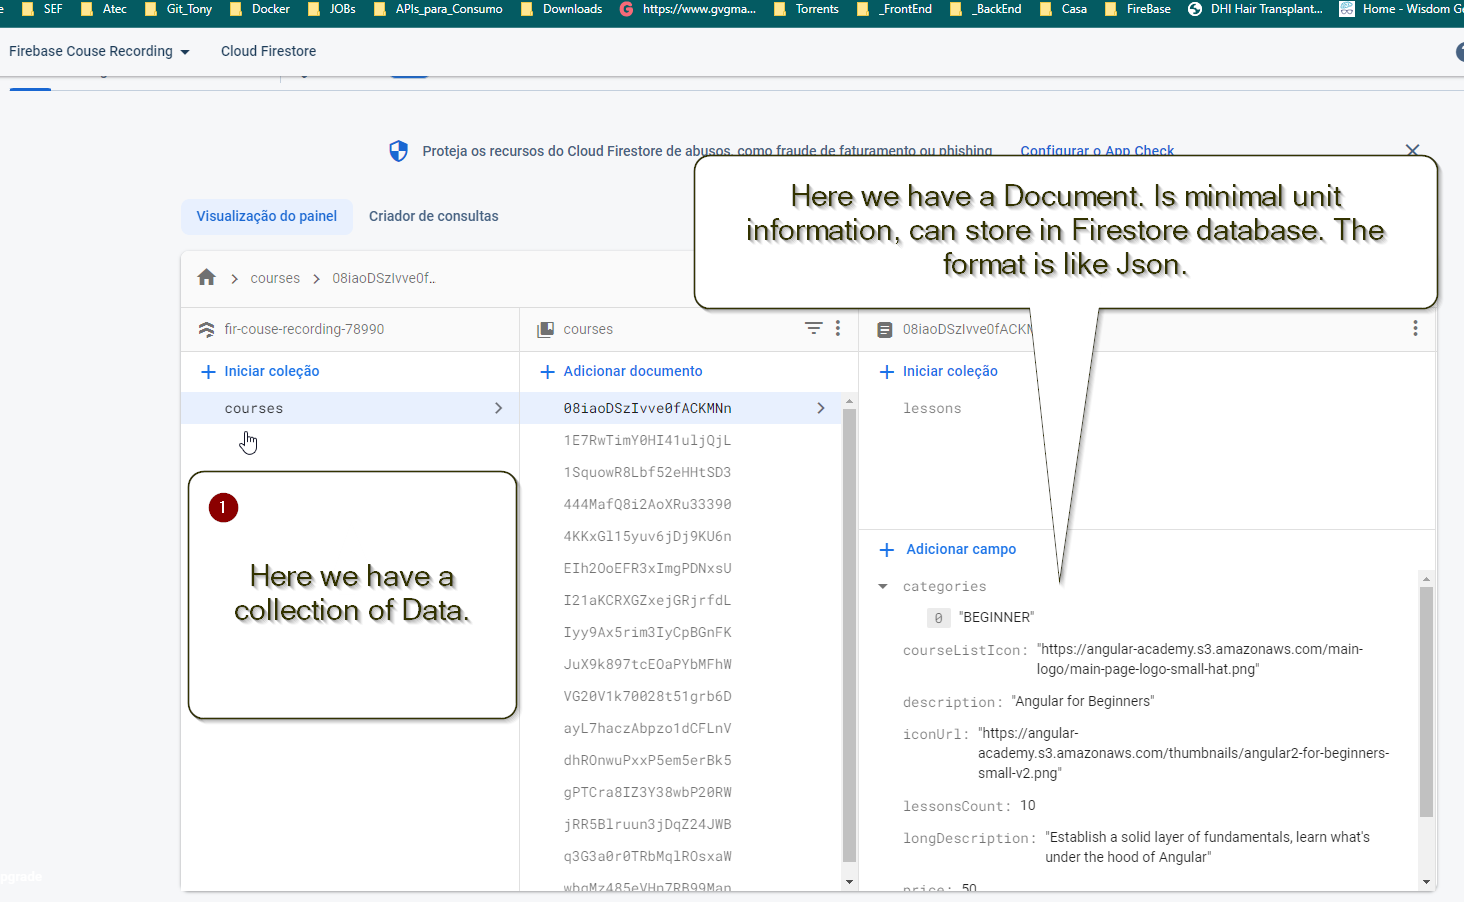 SEF Atec Git_Tony Docker JOBs APIs_para_Consumo Downloads https://www.gvgma... Torrents _FrontEnd _BackEnd Casa FireBase DHI Hair Transplant... Home - Wisdom Ge
Firebase Couse Recording Cloud Firestore
Proteja os recursos do Cloud Firestore de abusos, como fraude de faturamento ou phishing Configurar o App Check
Here we have a Document. Is minimal unit
information, can store in Firestore database. The
format is like Json.
Visualização do painel Criador de consultas
courses 08iaoDSzIvve0f..
fir-couse-recording-78990 courses 08iaoDSzIvve0fACKM
Iniciar coleção Adicionar documento Iniciar coleção
courses
08iaoDSzIvve0fACKMNn
1E7RwTimY0HI41uljQjL
1SquowR8Lbf52eHHtSD3
444MafQ8i2AoXRu33390
4KKxGl15yuv6jDj9KU6n
EIh2OoEFR3xImgPDNxsU
I21aKCRXGZxejGRjrfdL
Iyy9Ax5rim3IyCpBGnFK
JuX9k897tcEOaPYbMFhW
VG20V1k70028t51grb6D
ayL7haczAbpzo1dCFLnV
dhROnwuPxxP5em5erBk5
gPTCra8IZ3Y38wbP20RW
jRR5Blruun3jDqZ24JWB
q3G3a0r0TRbMqlROsxaW
wbgMz485eVHn7RB99Man
1
Here we have a
collection of Data.
lessons
Adicionar campo
categories
0 "BEGINNER"
courseListIcon: "https://angular-academy.s3.amazonaws.com/main-
logo/main-page-logo-small-hat.png"
description: "Angular for Beginners"
iconUrl: "https://angular-
academy.s3.amazonaws.com/thumbnails/angular2-for-beginners-
small-v2.png"
lessonsCount: 10
longDescription: "Establish a solid layer of fundamentals, learn what's
under the hood of Angular"
price: 50
pgrade